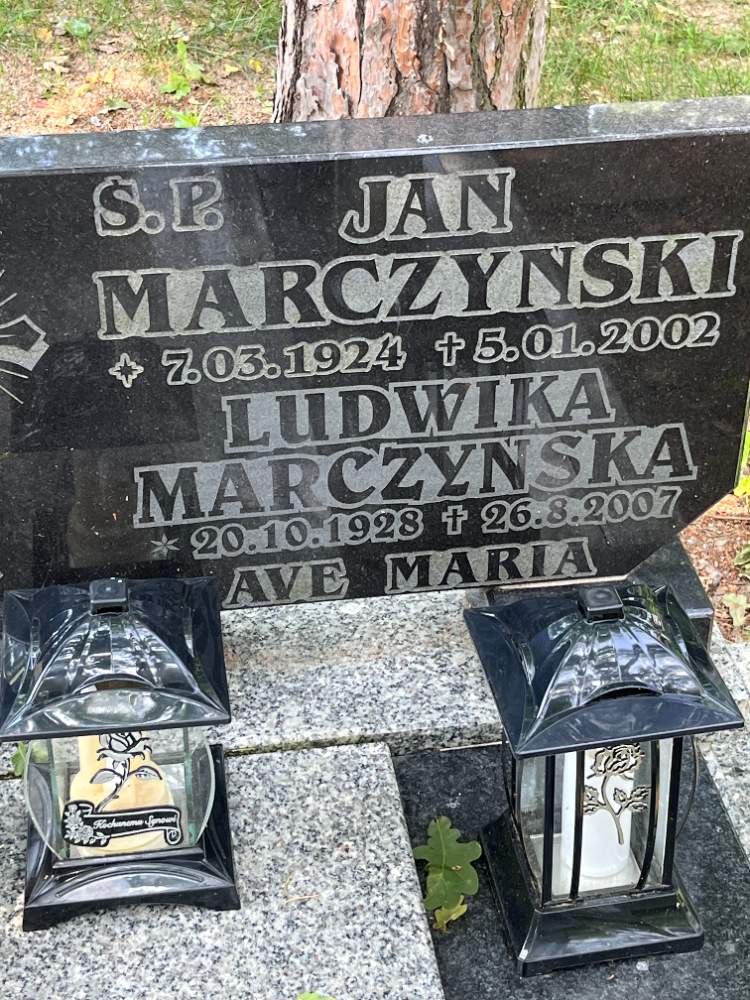 Ś. P. JAN
MARCZYŃSKI
7.03.1924 † 5.01.2002
LUDWIKA
MARCZYŃSKA
20.10.1928 † 26.8.2007
AVE MARIA
Kochanemu Synowi